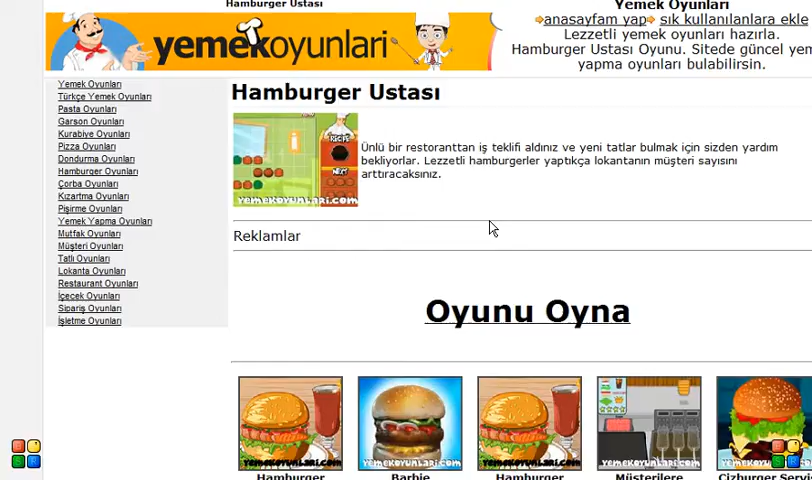 Hamburger Ustası
Yemek Oyunları
anasayfam yap sık kullanılanlara ekle
yemekoyunlari
Lezzetli yemek oyunları hazırla.
Hamburger Ustası Oyunu. Sitede güncel yem
yapma oyunları bulabilirsin.
Yemek Oyunları
Türkçe Yemek Oyunları
Pasta Oyunları
Garson Oyunları
Kurabiye Oyunları
Pizza Oyunları
Dondurma Oyunları
Hamburger Oyunları
Çorba Oyunları
Kızartma Oyunları
Pişirme Oyunları
Yemek Yapma Oyunları
Mutfak Oyunları
Müşteri Oyunları
Tatlı Oyunları
Lokanta Oyunları
Restaurant Oyunları
İçecek Oyunları
Sipariş Oyunları
İşletme Oyunları
Hamburger Ustası
RECIPE
NEXT
YEMEKOYUNLARI.COM
Ünlü bir restoranttan iş teklifi aldınız ve yeni tatlar bulmak için sizden yardım
bekliyorlar. Lezzetli hamburgerler yaptıkça lokantanın müşteri sayısını
arttıracaksınız.
Reklamlar
Oyunu Oyna
YEMEKOYUNLARI.COM
YEMEKOYUNLARI.COM
YEMEKOYUNLARI.COM
YEMEKOYUNLARI.COM
Hamburger
Barbie
Hamburger
Müşterilere
Cizburger Servi